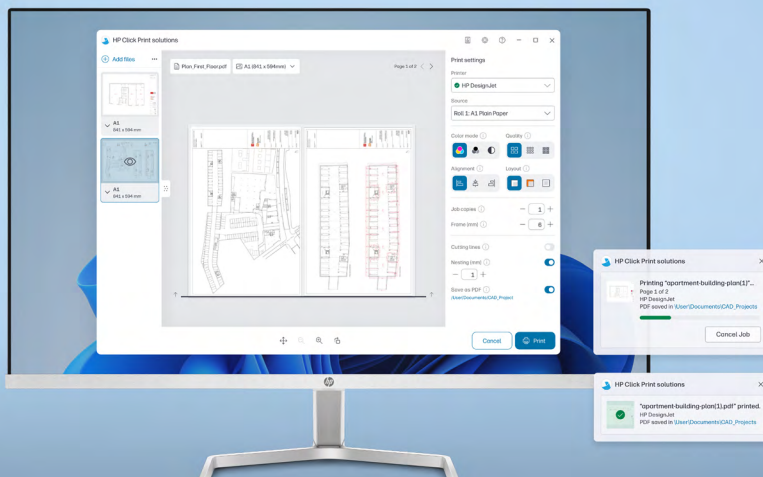 HP Click Print solutions
Add files
A1
841 x 594 mm
A1
841 x 594 mm
Plan_First_Floor.pdf
A1 (841 x 594mm)
Page 1 of 2
Print settings
Printer
HP DesignJet
Source
Roll 1: A1 Plain Paper
Color mode
Quality
Alignment
Layout
Job copies
1
Frame (mm)
6
Cutting lines
Nesting (mm)
1
Save as PDF
/User/Documents/CAD_Project
Cancel
Print
hp
HP Click Print solutions
Printing "apartment-building-plan(1)"...
Page 1 of 2
HP DesignJet
PDF saved in \User\Documents\CAD_Projects
Cancel Job
HP Click Print solutions
"apartment-building-plan(1).pdf" printed.
HP DesignJet
PDF saved in \User\Documents\CAD_Projects